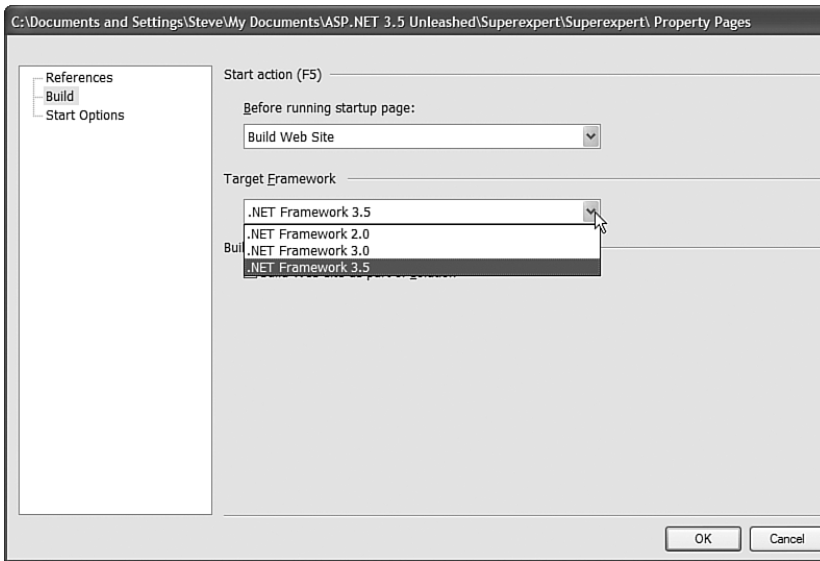 C:\Documents and Settings\Steve\My Documents\ASP.NET 3.5 Unleashed\Superexpert\Superexpert\ Property Pages
References
Build
Start Options
Start action (F5)
Before running startup page:
Build Web Site
Target Framework
.NET Framework 3.5
.NET Framework 2.0
.NET Framework 3.0
.NET Framework 3.5
OK
Cancel